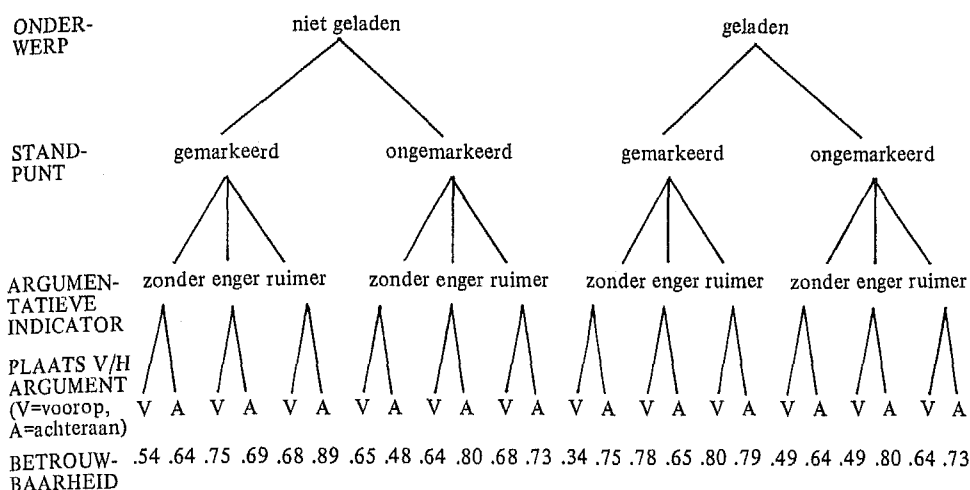 ONDER-
WERP
niet geladen
geladen
STAND-
PUNT
gemarkeerd
ongemarkeerd
gemarkeerd
ongemarkeerd
ARGUMEN-
TATIEVE
INDICATOR
zonder enger ruimer
zonder enger ruimer
zonder enger ruimer
zonder enger ruimer
PLAATS V/H
ARGUMENT
(V=voorop,
A=achteraan)
V A V A V A V A V A V A V A V A V A V A V A V A
BETROUW-
BAARHEID
.54 .64 .75 .69 .68 .89 .65 .48 .64 .80 .68 .73 .34 .75 .78 .65 .80 .79 .49 .64 .49 .80 .64 .73